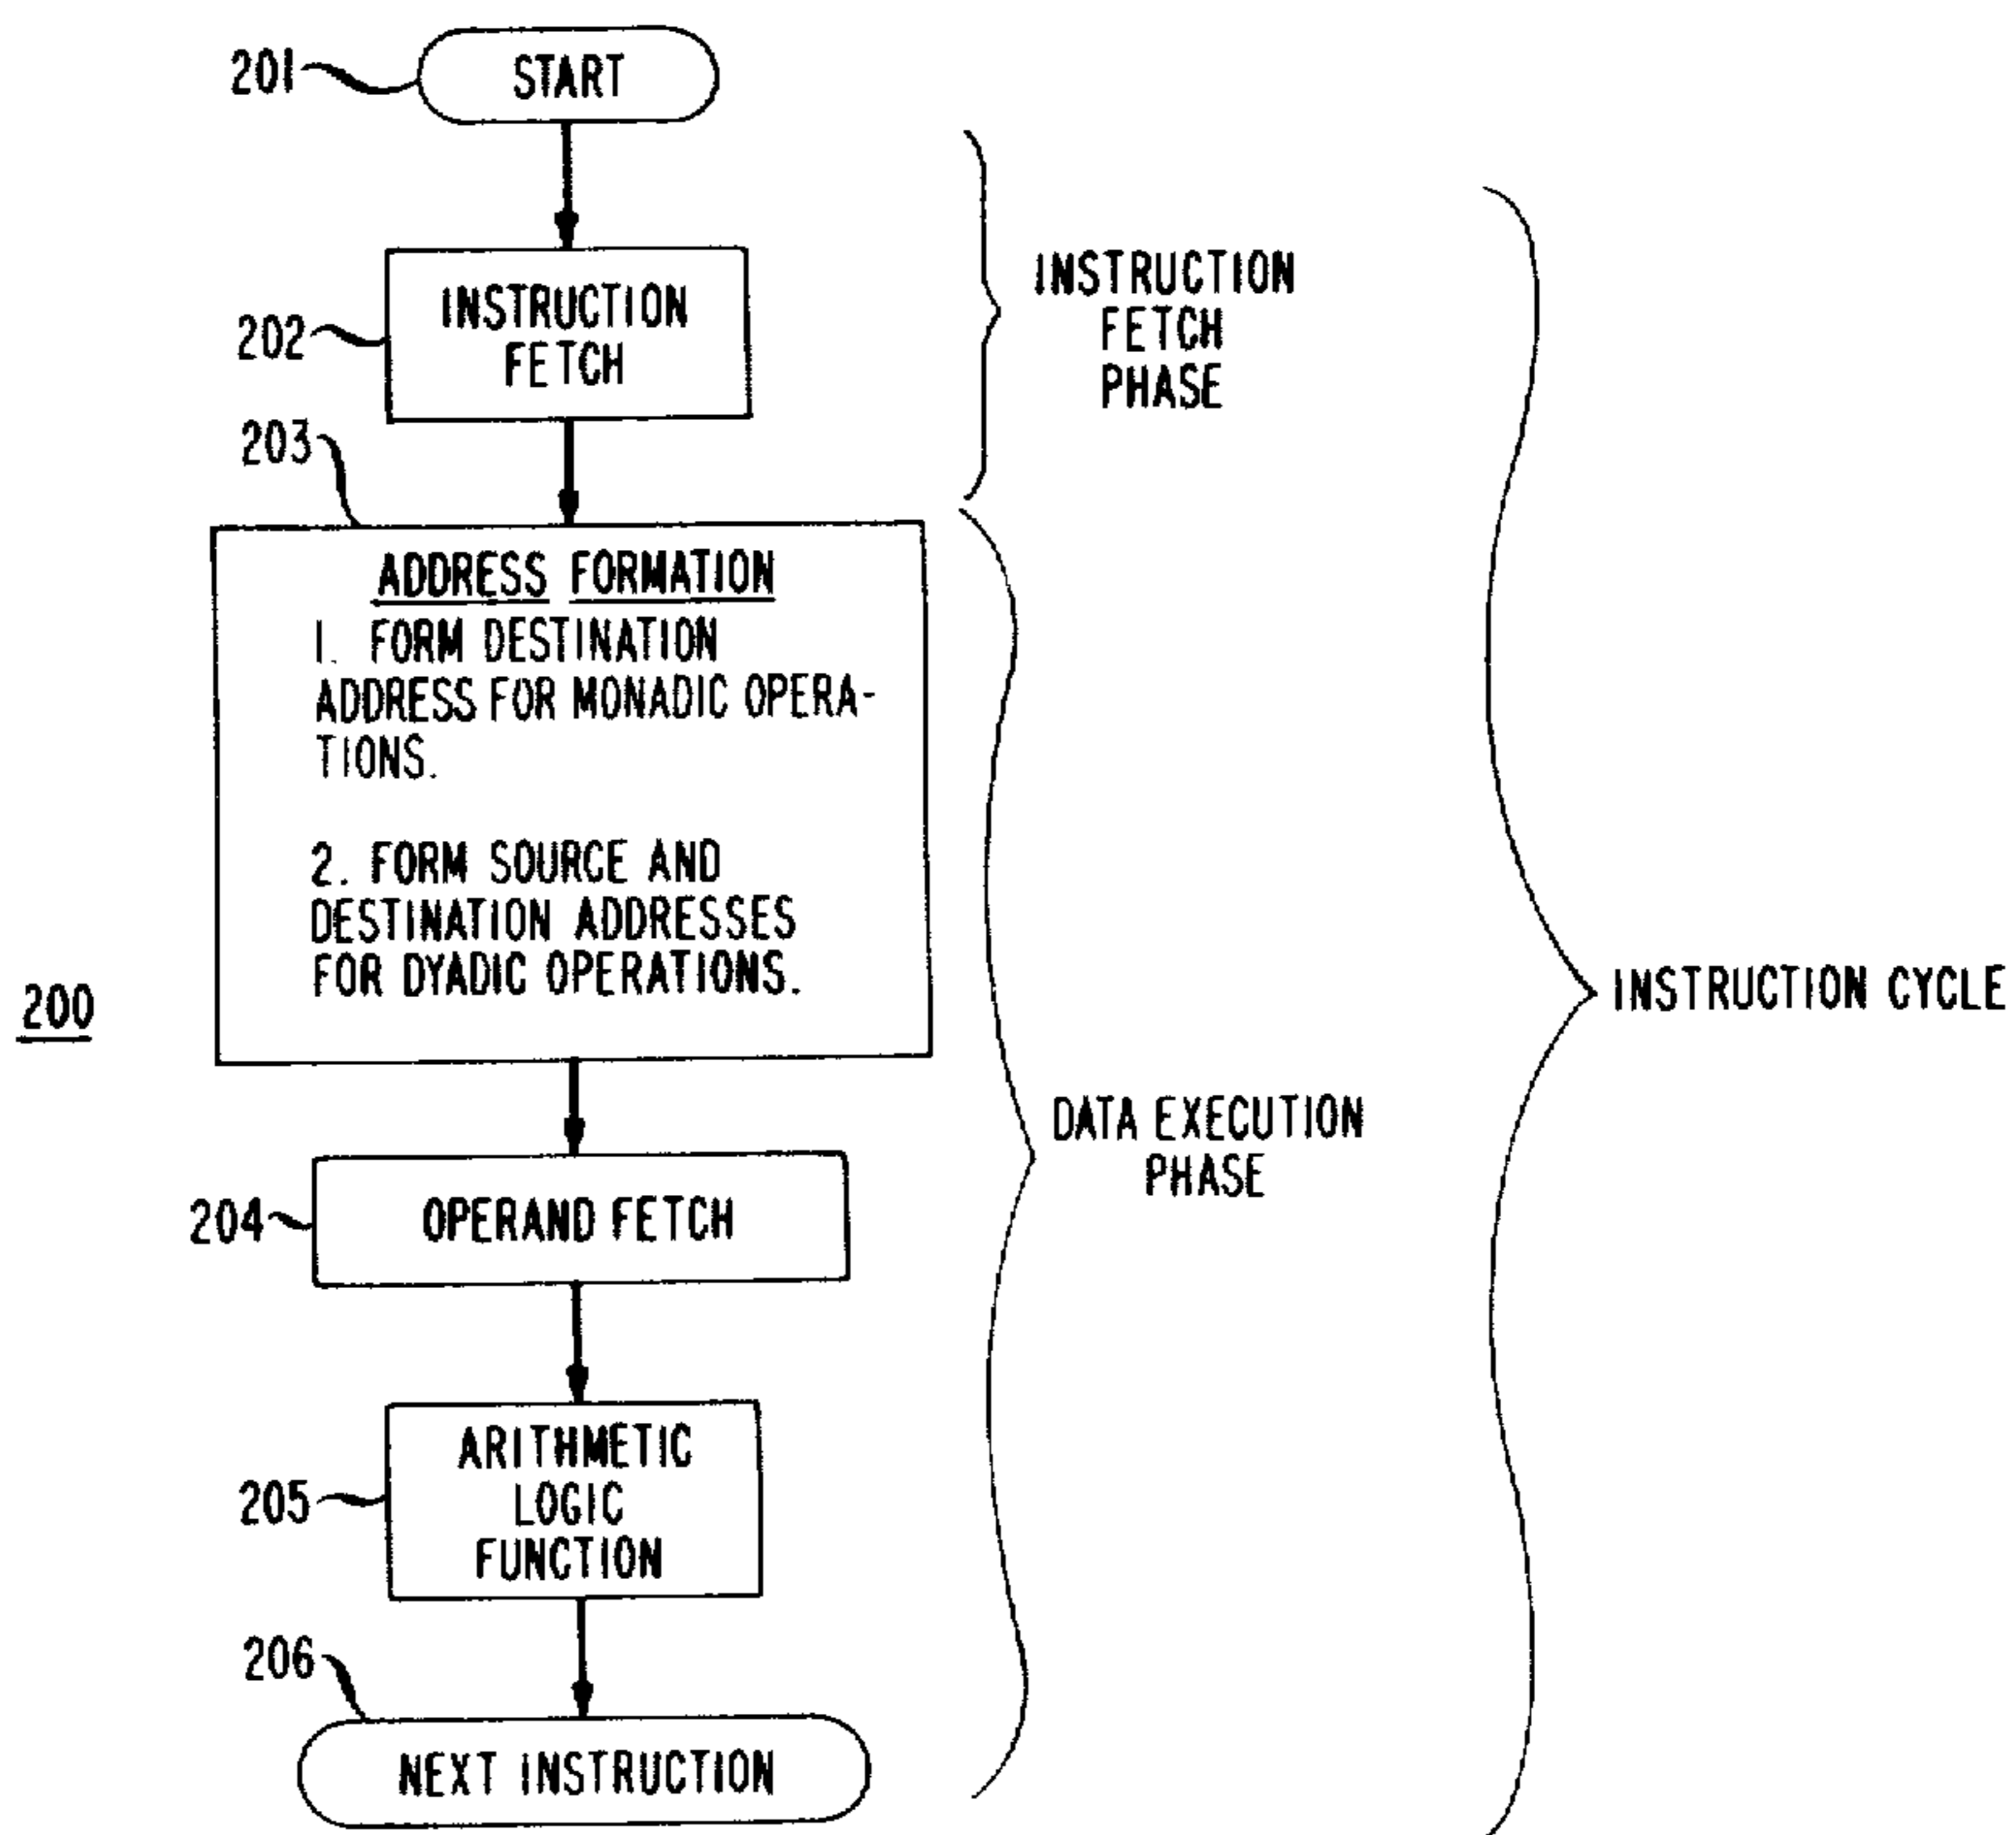 201
START
202
INSTRUCTION
FETCH
INSTRUCTION
FETCH
PHASE
203
ADDRESS FORMATION
1. FORM DESTINATION
ADDRESS FOR MONADIC OPERA-
TIONS.
2. FORM SOURCE AND
DESTINATION ADDRESSES
FOR DYADIC OPERATIONS.
200
INSTRUCTION CYCLE
DATA EXECUTION
PHASE
204
OPERAND FETCH
205
ARITHMETIC
LOGIC
FUNCTION
206
NEXT INSTRUCTION